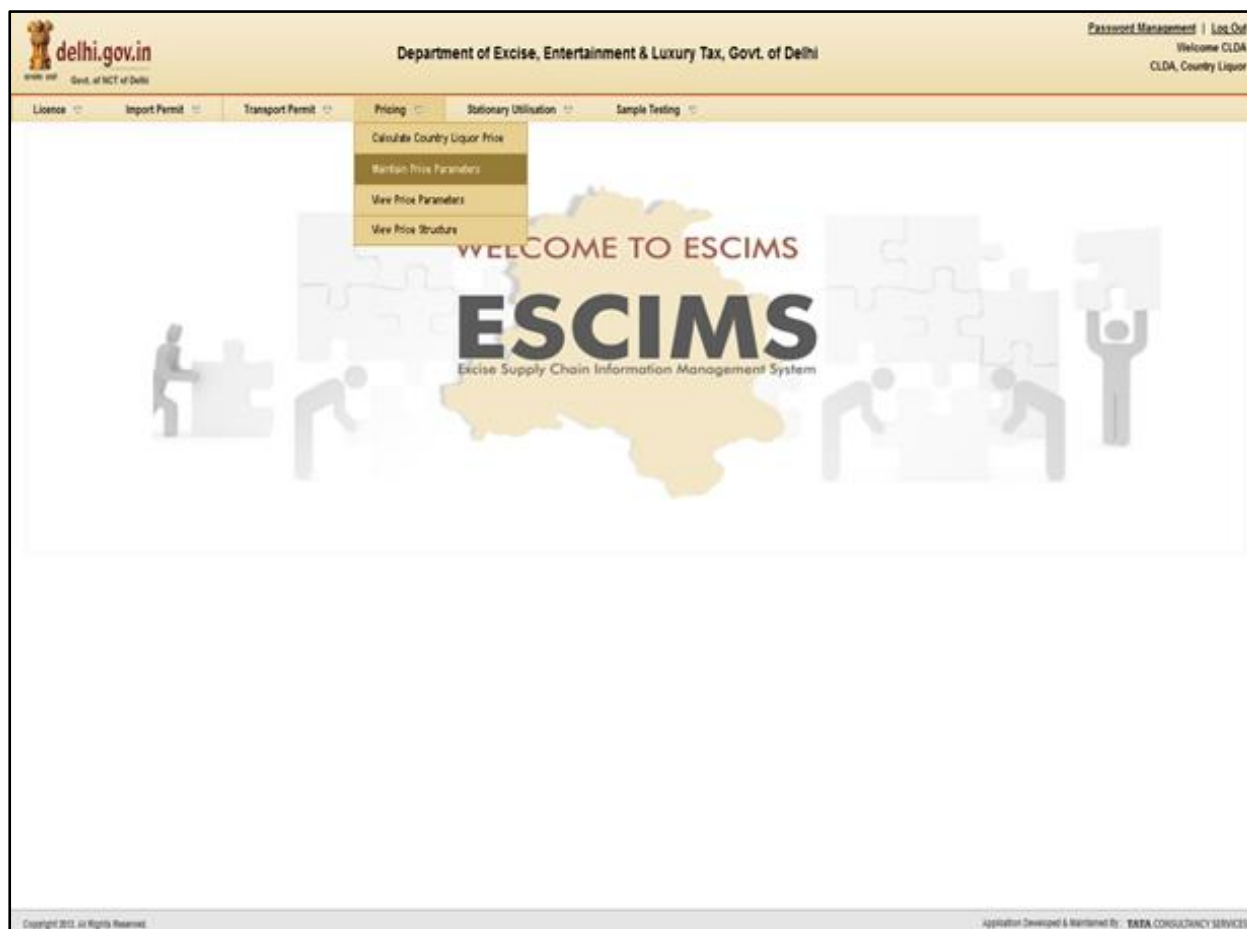 Password Management | Log Out
delhi.gov.in
Govt. of NCT of Delhi
Department of Excise, Entertainment & Luxury Tax, Govt. of Delhi
Welcome CLDA
CLDA, Country Liquor
Licence
Import Permit
Transport Permit
Pricing
Stationary Utilisation
Sample Testing
Calculate Country Liquor Price
Maintain Price Parameters
View Price Parameters
View Price Structure
WELCOME TO ESCIMS
ESCIMS
Excise Supply Chain Information Management System
Copyright 2013. All Rights Reserved.
Application Developed & Maintained By : TATA CONSULTANCY SERVICES